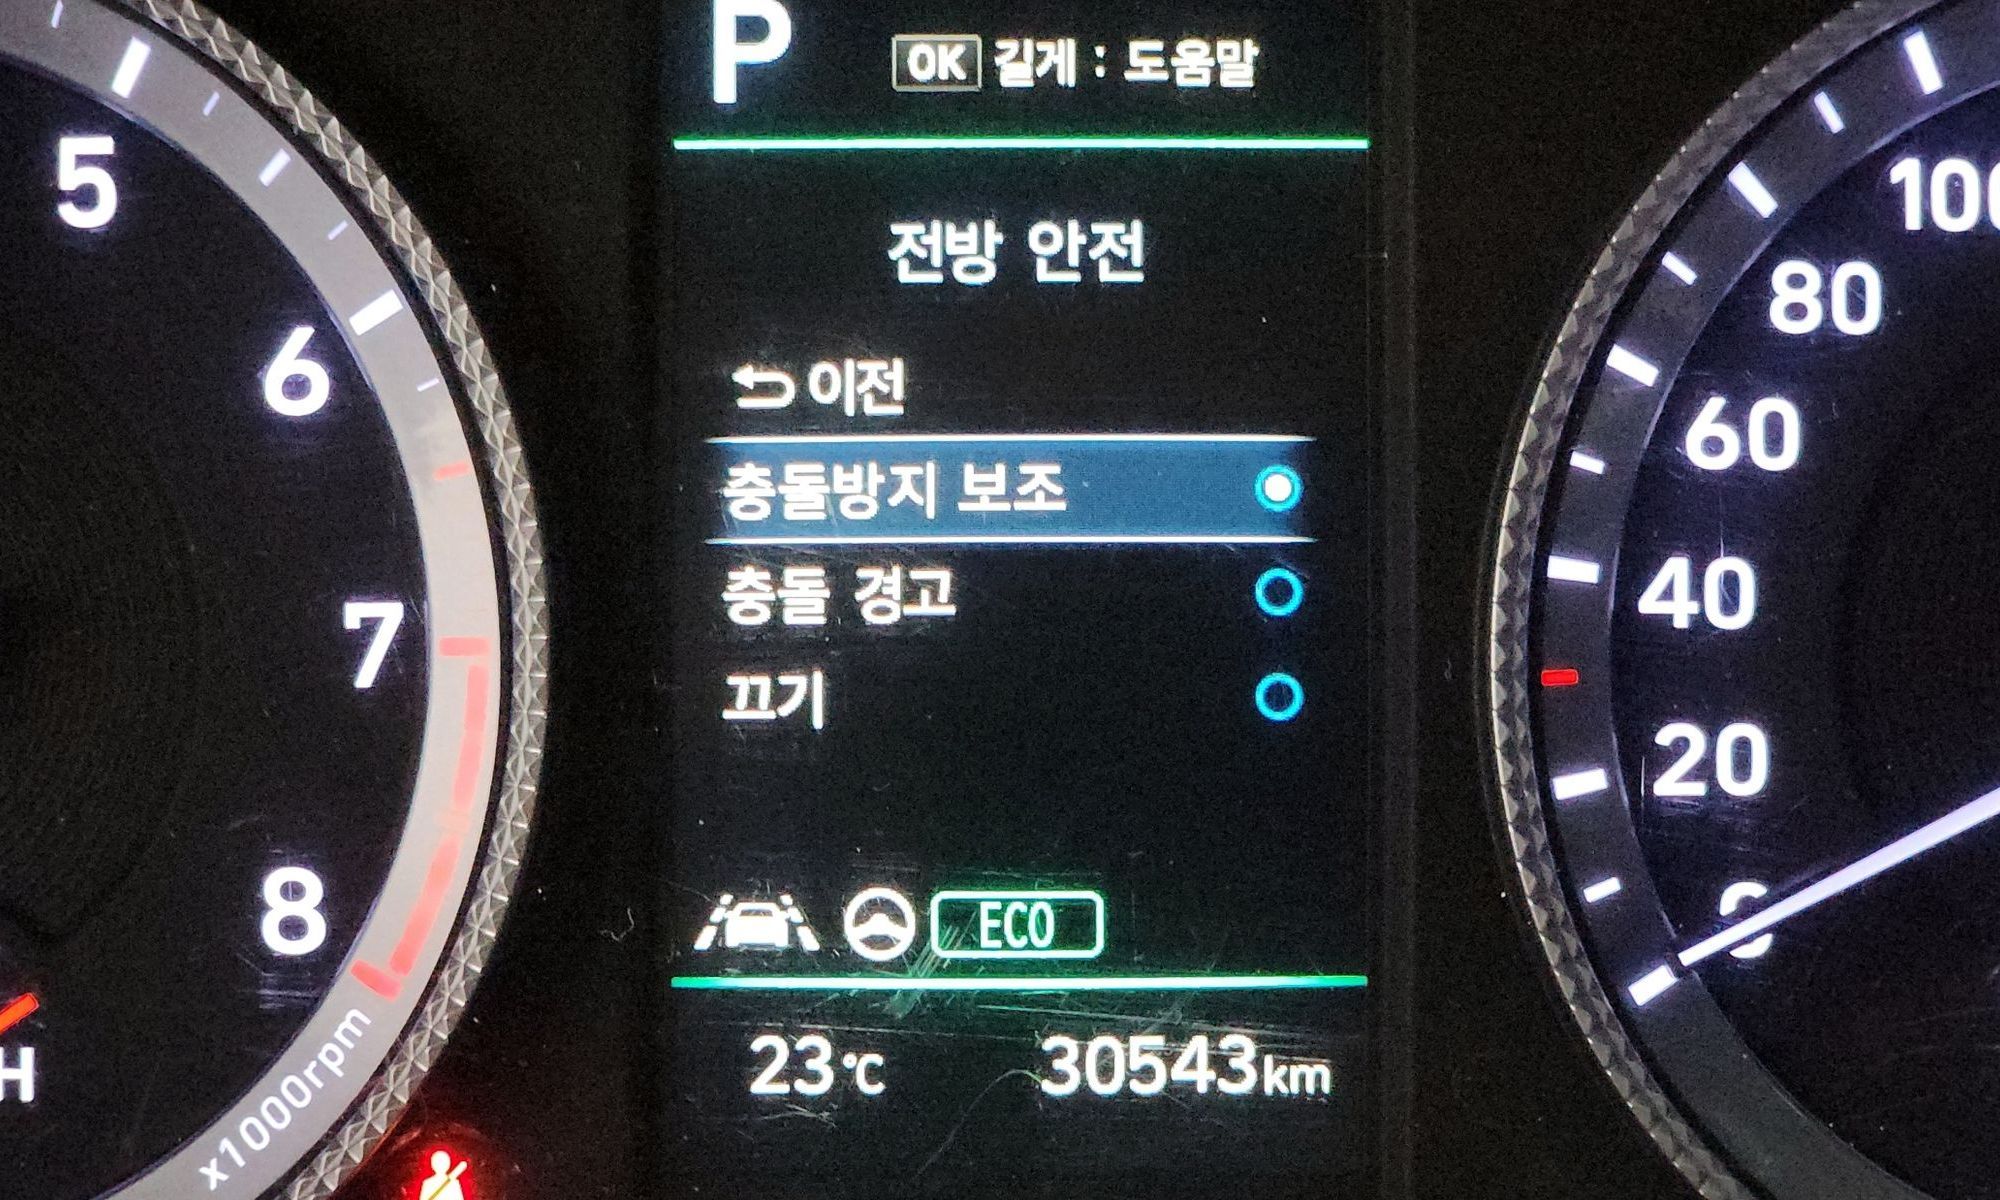 P
OK 길게 : 도움말
전방 안전
이전
충돌방지 보조
충돌 경고
끄기
ECO
23℃
30543km
5
6
7
8
x1000rpm
H
100
80
60
40
20
0